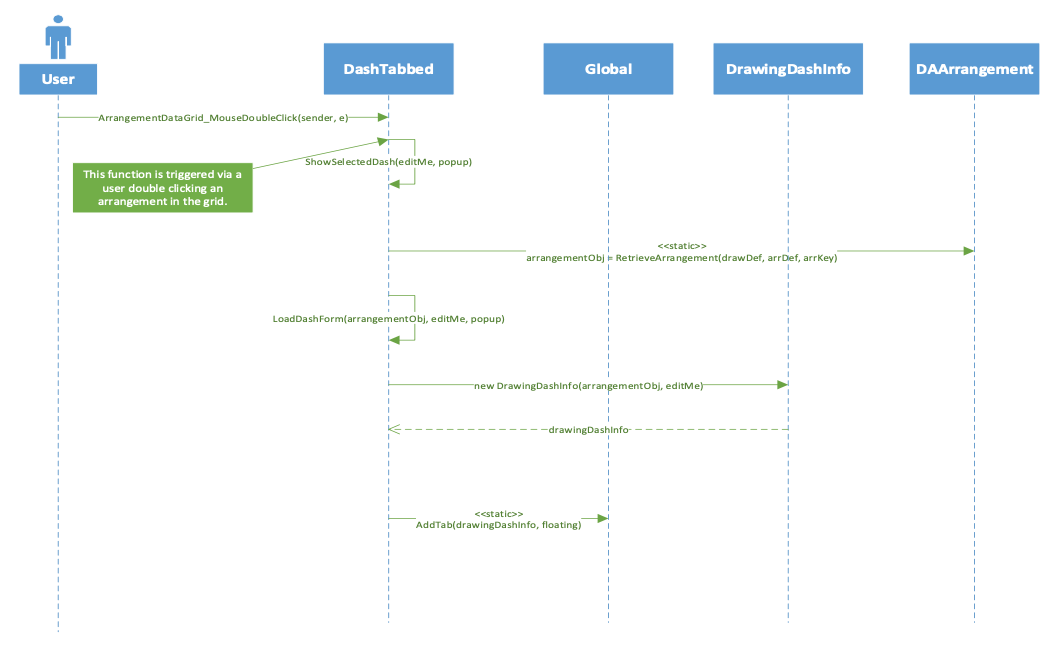 User
DashTabbed
Global
DrawingDashInfo
DAArrangement
ArrangementDataGrid_MouseDoubleClick(sender, e)
ShowSelectedDash(editMe, popup)
This function is triggered via a
user double clicking an
arrangement in the grid.
<<static>>
arrangementObj = RetrieveArrangement(drawDef, arrDef, arrKey)
LoadDashForm(arrangementObj, editMe, popup)
new DrawingDashInfo(arrangementObj, editMe)
drawingDashInfo
<<static>>
AddTab(drawingDashInfo, floating)